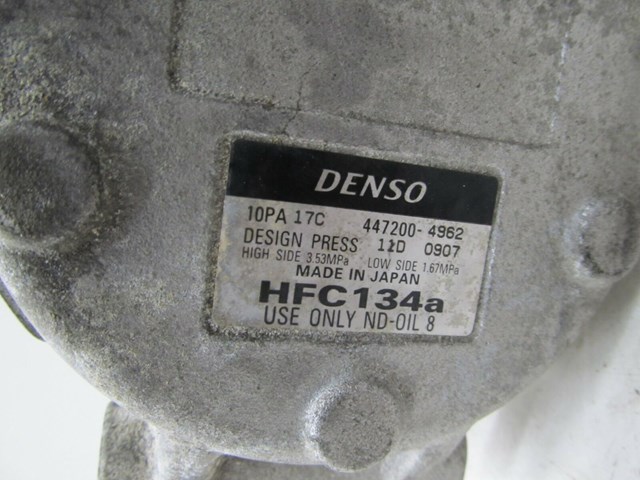 DENSO
10PA 17C 447200-4962
DESIGN PRESS 11D 0907
HIGH SIDE 3.53MPa LOW SIDE 1.67MPa
MADE IN JAPAN
HFC134a
USE ONLY ND-OIL 8